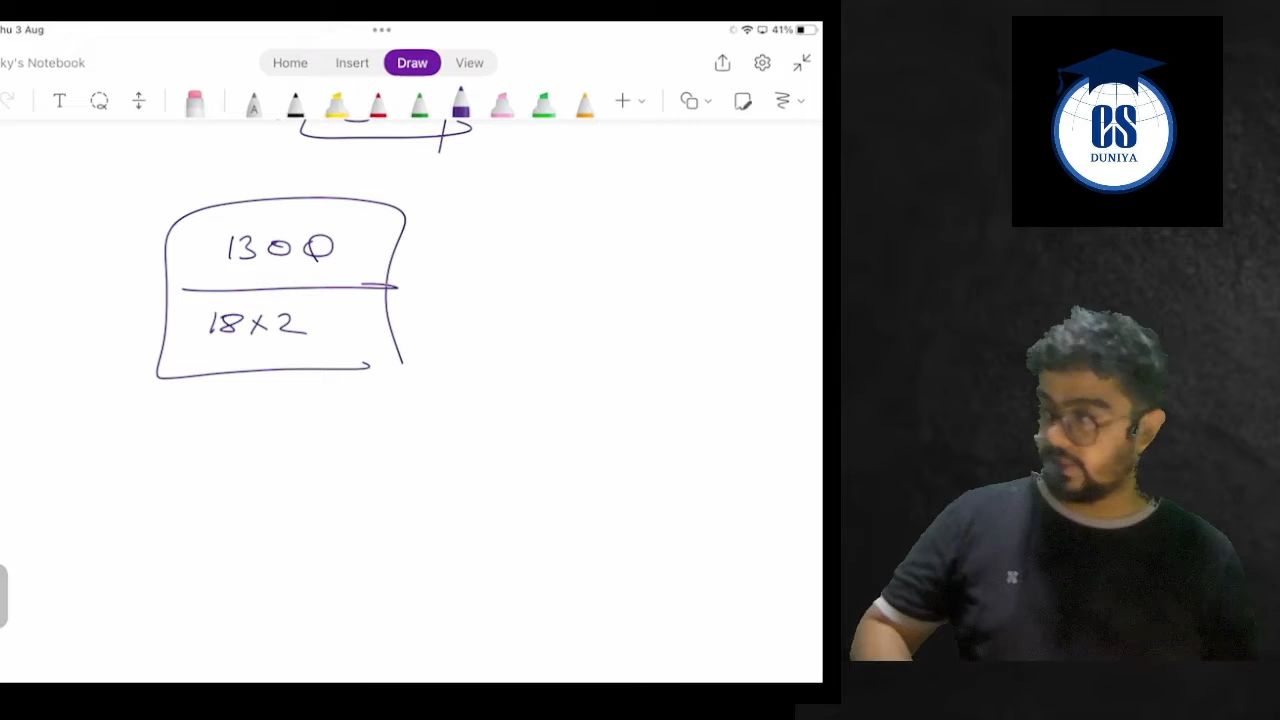 hu 3 Aug
41%
ky's Notebook
Home Insert Draw View
T
A
1300
18×2
CS
DUNIYA